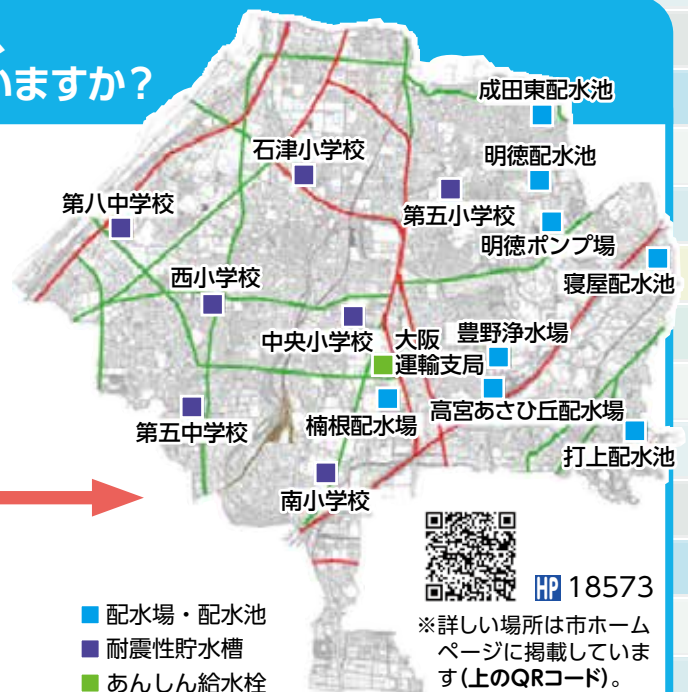 いますか？
成田東配水池
石津小学校
明徳配水池
第八中学校
第五小学校
明徳ポンプ場
西小学校
寝屋配水池
中央小学校
大阪
運輸支局
豊野浄水場
第五中学校
楠根配水場
高宮あさひ丘配水場
打上配水池
南小学校
HP 18573
■ 配水場・配水池
■ 耐震性貯水槽
■ あんしん給水栓
※詳しい場所は市ホーム
ページに掲載していま
す(上のQRコード)。